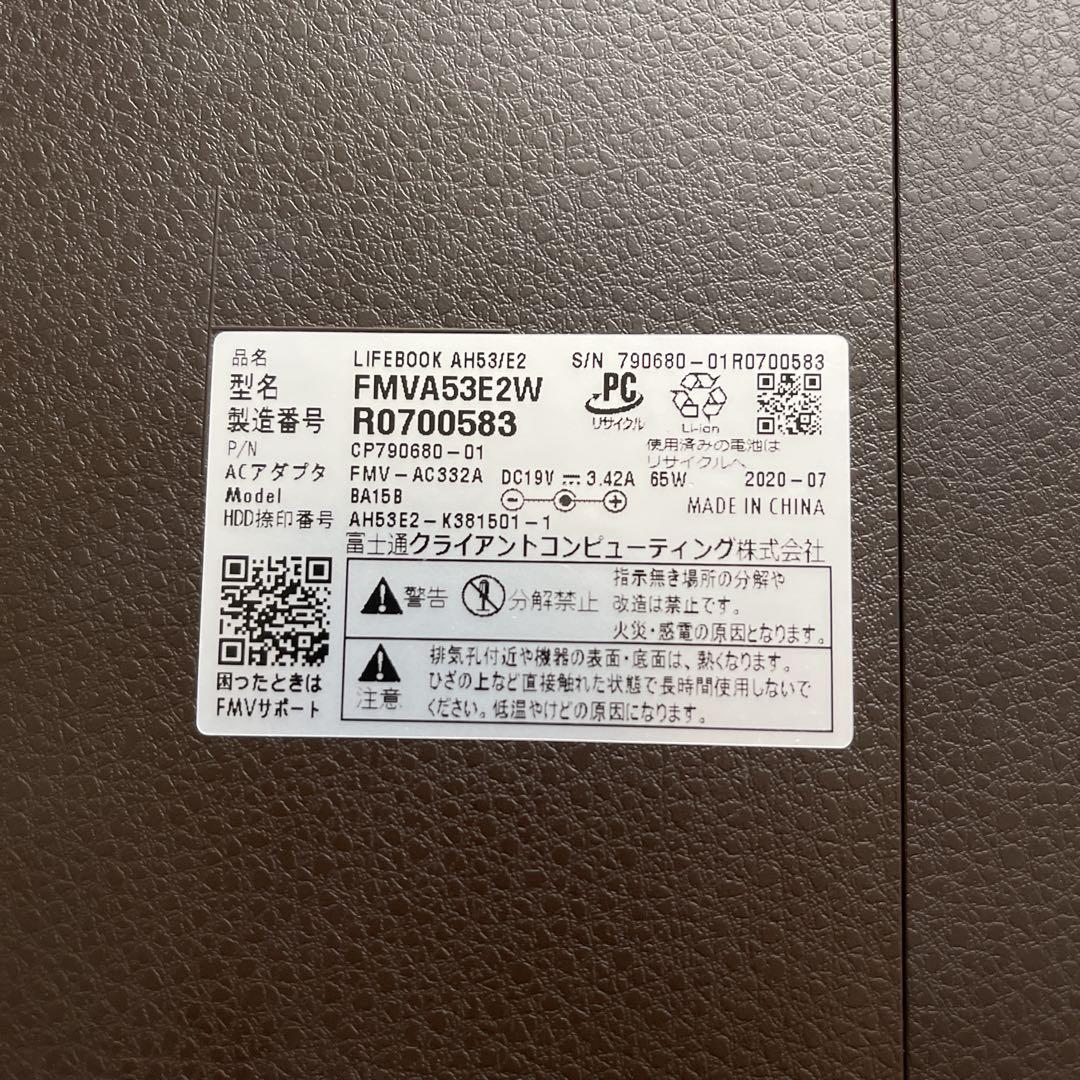 品名 LIFEBOOK AH53/E2 S/N 790680-01R0700583
型名 FMVA53E2W
製造番号 R0700583
PC
リサイクル
Li-ion
使用済みの電池は
リサイクルへ
P/N CP790680-01
ACアダプタ FMV-AC332A DC19V 3.42A 65W 2020-07
Model BA15B MADE IN CHINA
HDD捺印番号 AH53E2-K381501-1
富士通クライアントコンピューティング株式会社
警告 分解禁止
指示無き場所の分解や
改造は禁止です。
火災・感電の原因となります。
注意
排気孔付近や機器の表面・底面は、熱くなります。
ひざの上など直接触れた状態で長時間使用しないで
ください。低温やけどの原因になります。
困ったときは
FMVサポート